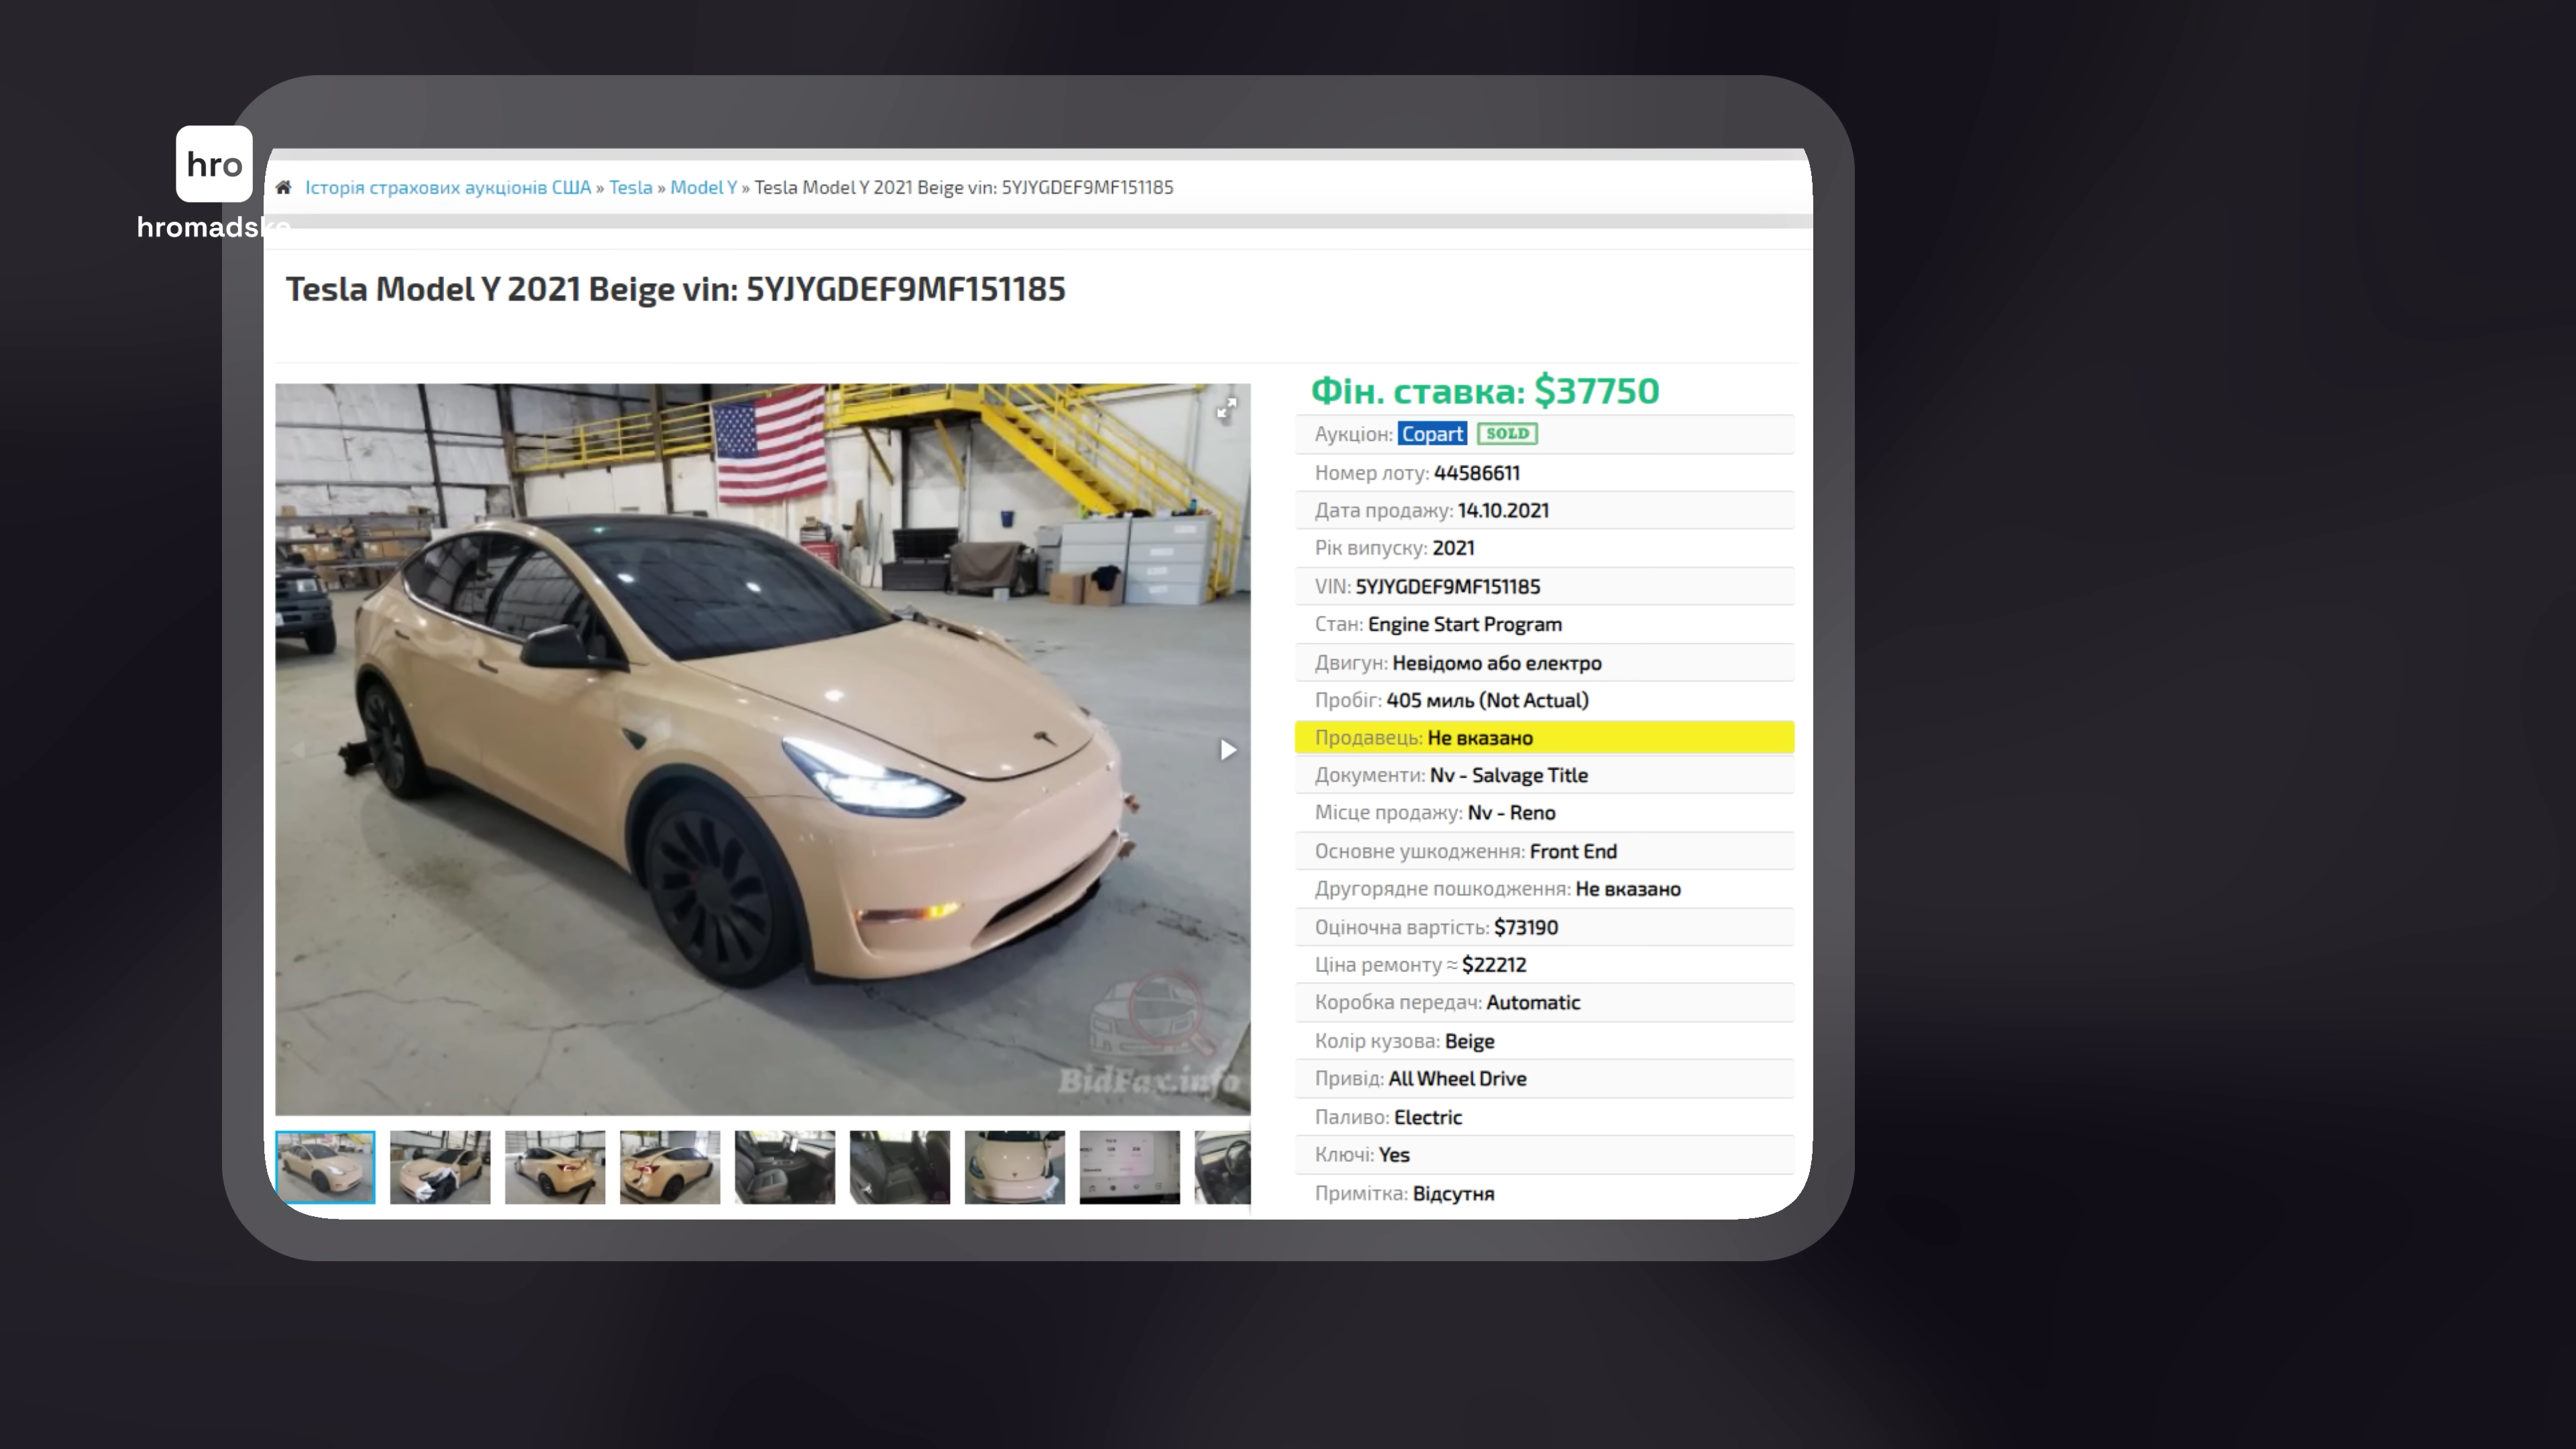 hro
hromadske
Історія страхових аукціонів США » Tesla » Model Y » Tesla Model Y 2021 Beige vin: 5YJYGDEF9MF151185
Tesla Model Y 2021 Beige vin: 5YJYGDEF9MF151185
Фін. ставка: $37750
Аукціон: Copart SOLD
Номер лоту: 44586611
Дата продажу: 14.10.2021
Рік випуску: 2021
VIN: 5YJYGDEF9MF151185
Стан: Engine Start Program
Двигун: Невідомо або електро
Пробіг: 405 миль (Not Actual)
Продавець: Не вказано
Документи: Nv - Salvage Title
Місце продажу: Nv - Reno
Основне ушкодження: Front End
Другорядне пошкодження: Не вказано
Оціночна вартість: $73190
Ціна ремонту ≈ $22212
Коробка передач: Automatic
Колір кузова: Beige
Привід: All Wheel Drive
Паливо: Electric
Ключі: Yes
Примітка: Відсутня
BidFax.info